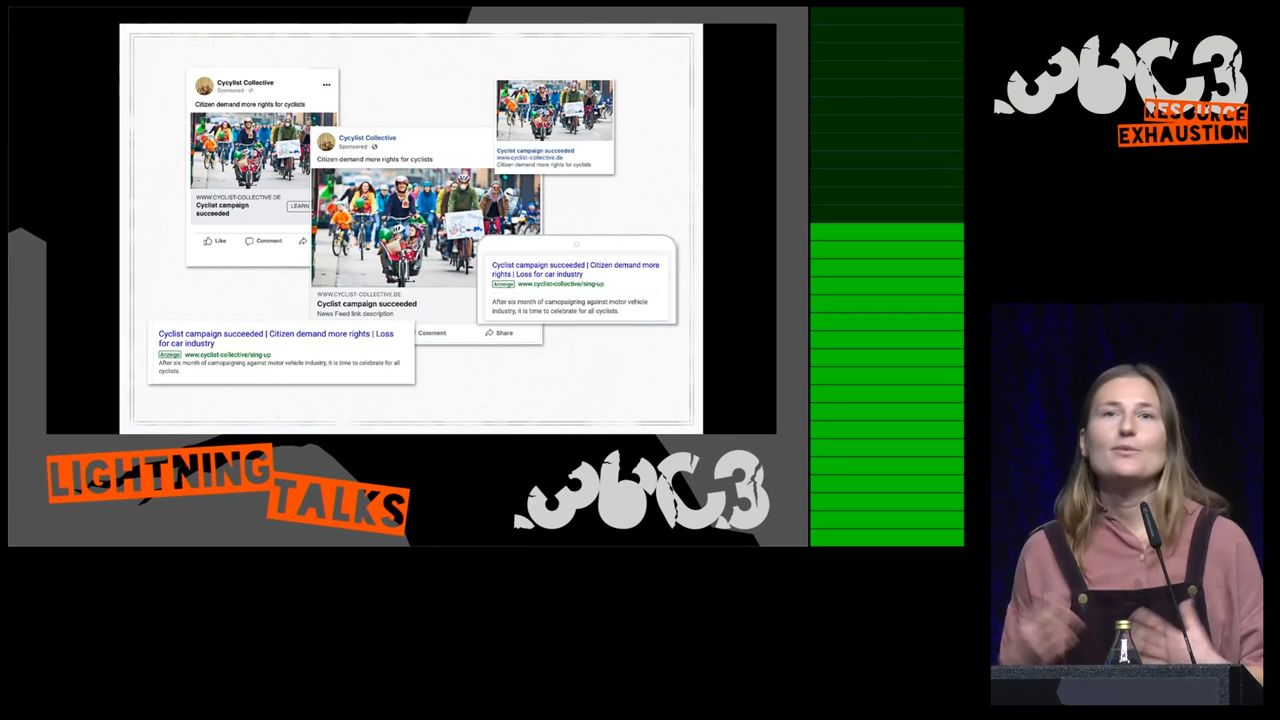 Cycylist Collective
Sponsored ·
Citizen demand more rights for cyclists
WWW.CYCLIST-COLLECTIVE.DE
Cyclist campaign
succeeded
LEARN
Like
Comment
Cycylist Collective
Sponsored ·
Citizen demand more rights for cyclists
WWW.CYCLIST-COLLECTIVE.DE
Cyclist campaign succeeded
News Feed link description
Comment
Share
Cyclist campaign succeeded
www.cyclist-collective.de
Citizen demand more rights for cyclists
Cyclist campaign succeeded | Citizen demand more
rights | Loss for car industry
Anzeige www.cyclist-collective/sing-up
After six month of camopaigning against motor vehicle
industry, it is time to celebrate for all cyclists.
Cyclist campaign succeeded | Citizen demand more rights | Loss
for car industry
Anzeige www.cyclist-collective/sing-up
After six month of camopaigning against motor vehicle industry, it is time to celebrate for all
cyclists.
LIGHTNING
TALKS
36C3
36C3
RESOURCE
EXHAUSTION